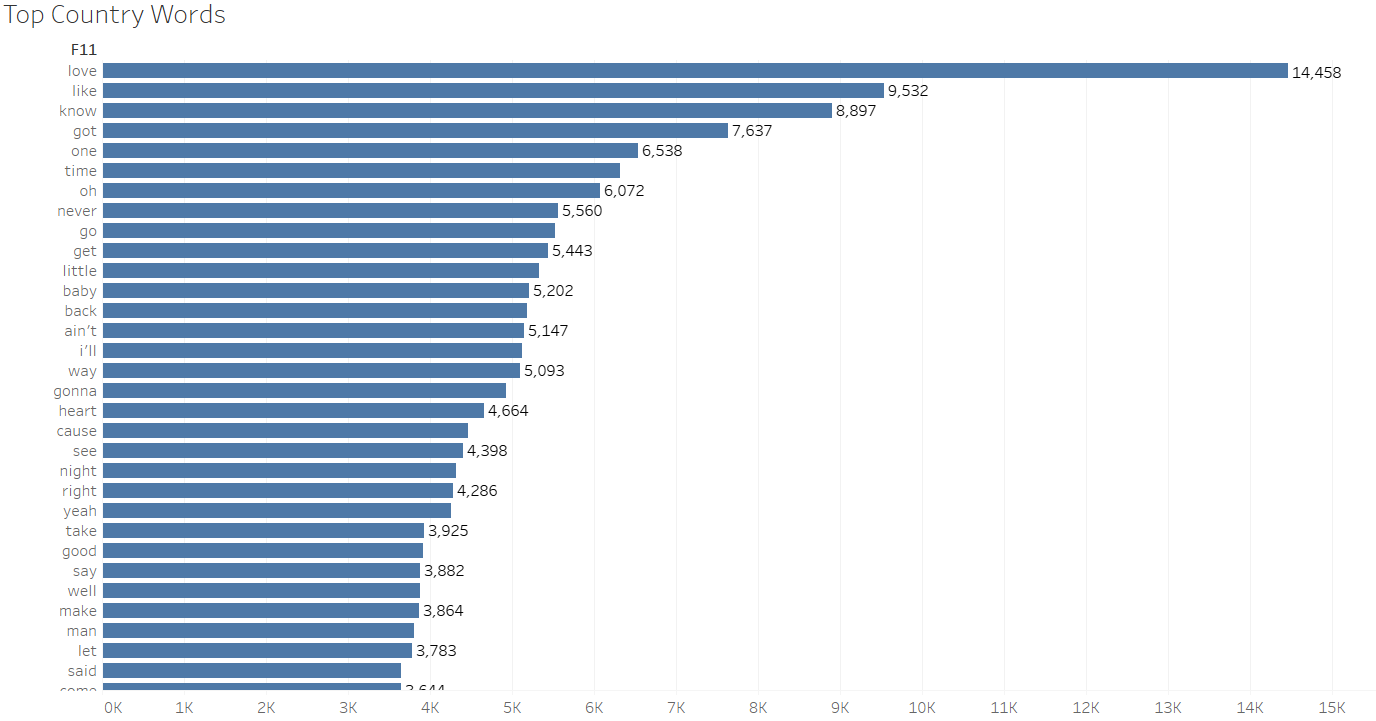 Top Country Words
F11
love 14,458
like 9,532
know 8,897
got 7,637
one 6,538
time
oh 6,072
never 5,560
go
get 5,443
little
baby 5,202
back
ain't 5,147
i'll
way 5,093
gonna
heart 4,664
cause
see 4,398
night
right 4,286
yeah
take 3,925
good
say 3,882
well
make 3,864
man
let 3,783
said
come 3,644
0K 1K 2K 3K 4K 5K 6K 7K 8K 9K 10K 11K 12K 13K 14K 15K